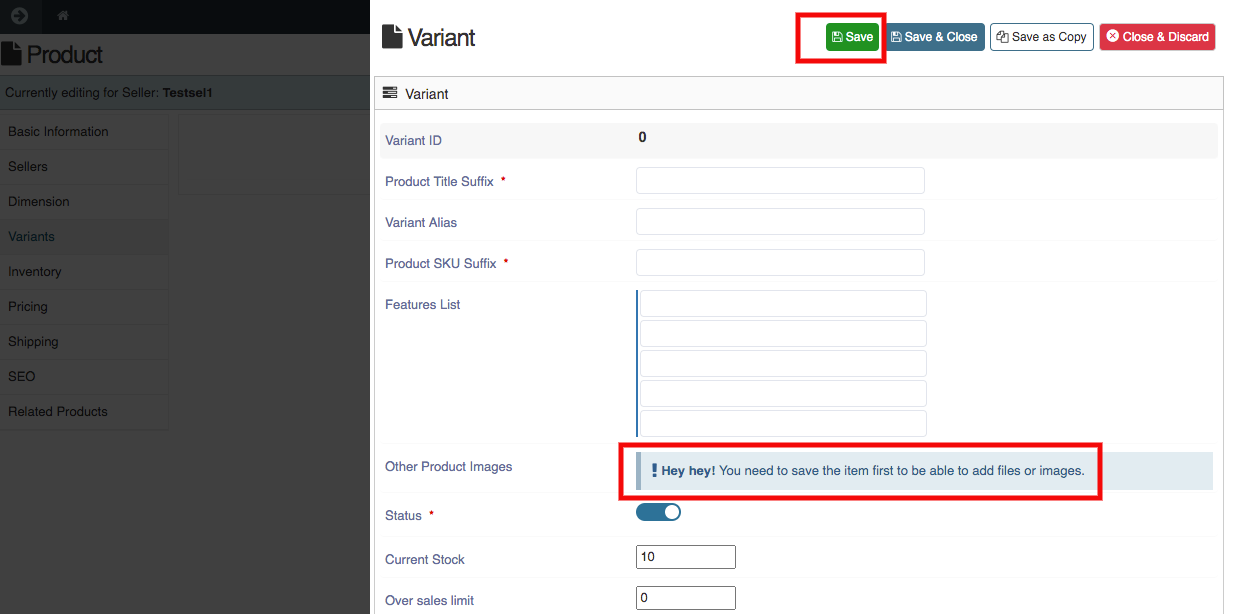 Product
Currently editing for Seller: Testsel1
Basic Information
Sellers
Dimension
Variants
Inventory
Pricing
Shipping
SEO
Related Products
Variant
Save
Save & Close
Save as Copy
Close & Discard
Variant
Variant ID
0
Product Title Suffix *
Variant Alias
Product SKU Suffix *
Features List
Other Product Images
! Hey hey! You need to save the item first to be able to add files or images.
Status *
Current Stock
10
Over sales limit
0